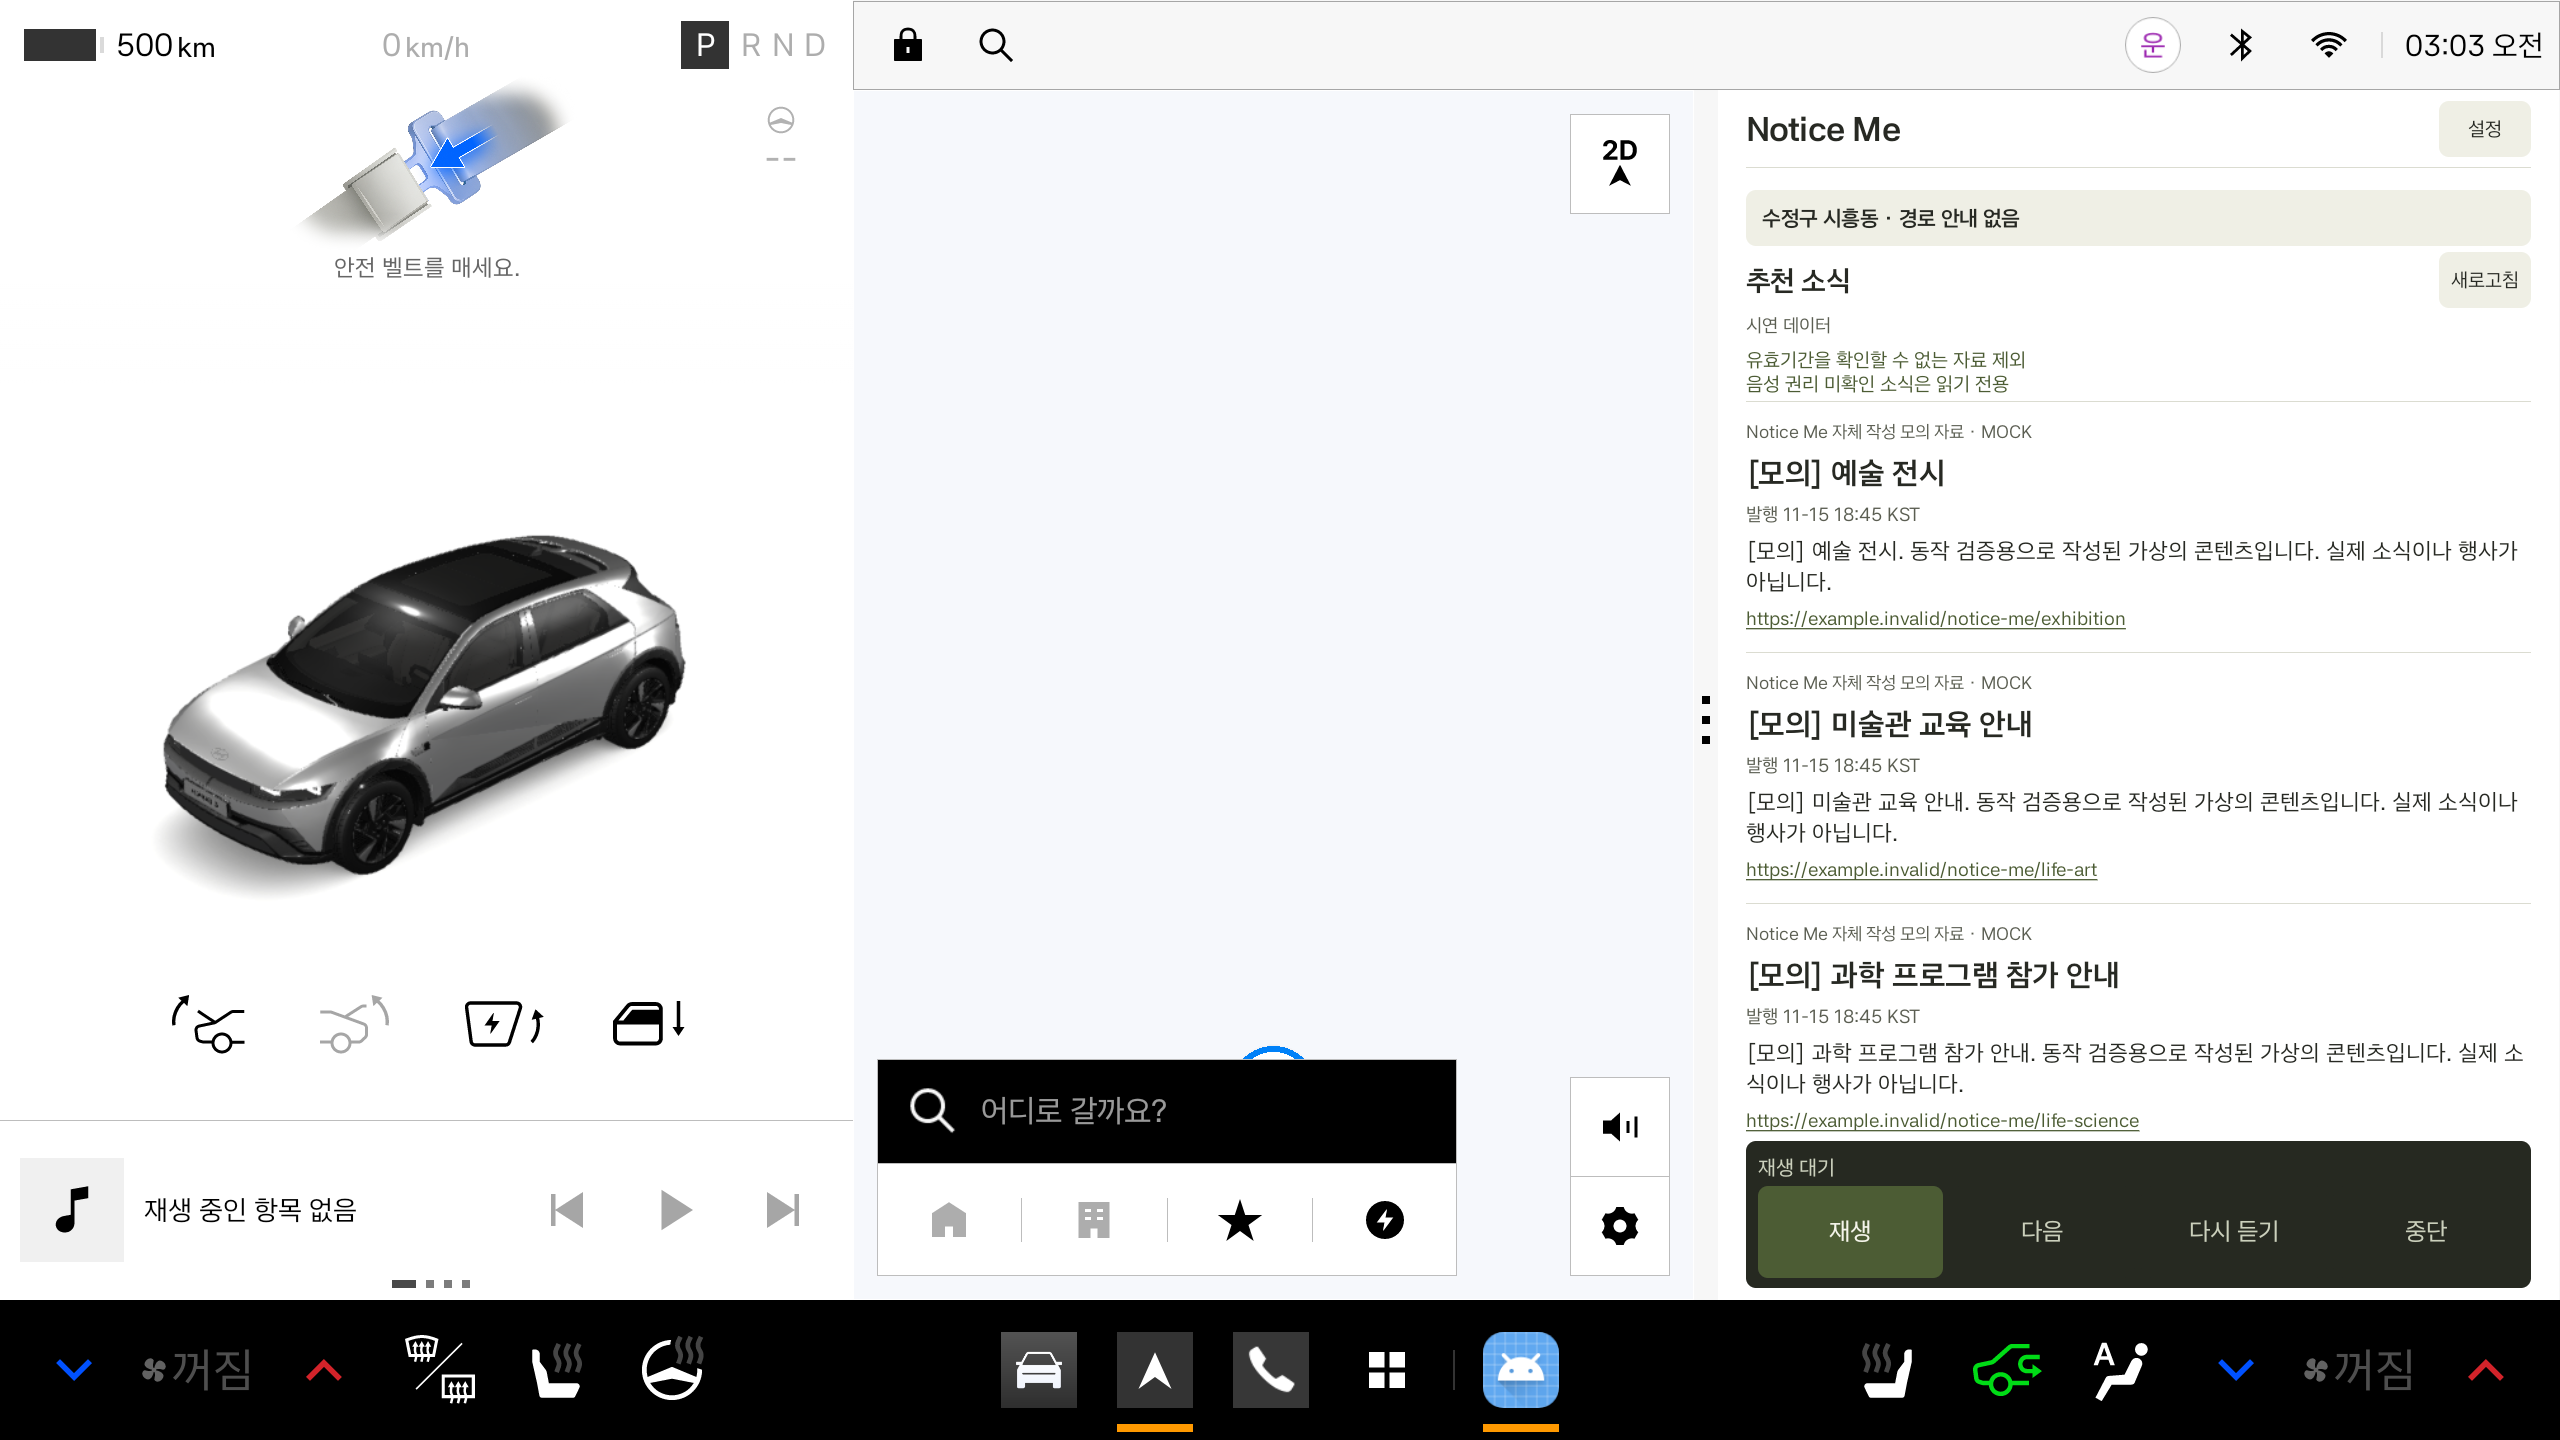 500 km
0 km/h
P R N D
안전 벨트를 매세요.
재생 중인 항목 없음
운
03:03 오전
2D
어디로 갈까요?
Notice Me
설정
수정구 시흥동 · 경로 안내 없음
추천 소식
새로고침
시연 데이터
유효기간을 확인할 수 없는 자료 제외
음성 권리 미확인 소식은 읽기 전용
Notice Me 자체 작성 모의 자료 · MOCK
[모의] 예술 전시
발행 11-15 18:45 KST
[모의] 예술 전시. 동작 검증용으로 작성된 가상의 콘텐츠입니다. 실제 소식이나 행사가
아닙니다.
https://example.invalid/notice-me/exhibition
Notice Me 자체 작성 모의 자료 · MOCK
[모의] 미술관 교육 안내
발행 11-15 18:45 KST
[모의] 미술관 교육 안내. 동작 검증용으로 작성된 가상의 콘텐츠입니다. 실제 소식이나
행사가 아닙니다.
https://example.invalid/notice-me/life-art
Notice Me 자체 작성 모의 자료 · MOCK
[모의] 과학 프로그램 참가 안내
발행 11-15 18:45 KST
[모의] 과학 프로그램 참가 안내. 동작 검증용으로 작성된 가상의 콘텐츠입니다. 실제 소
식이나 행사가 아닙니다.
https://example.invalid/notice-me/life-science
재생 대기
재생 다음 다시 듣기 중단
꺼짐
A
꺼짐